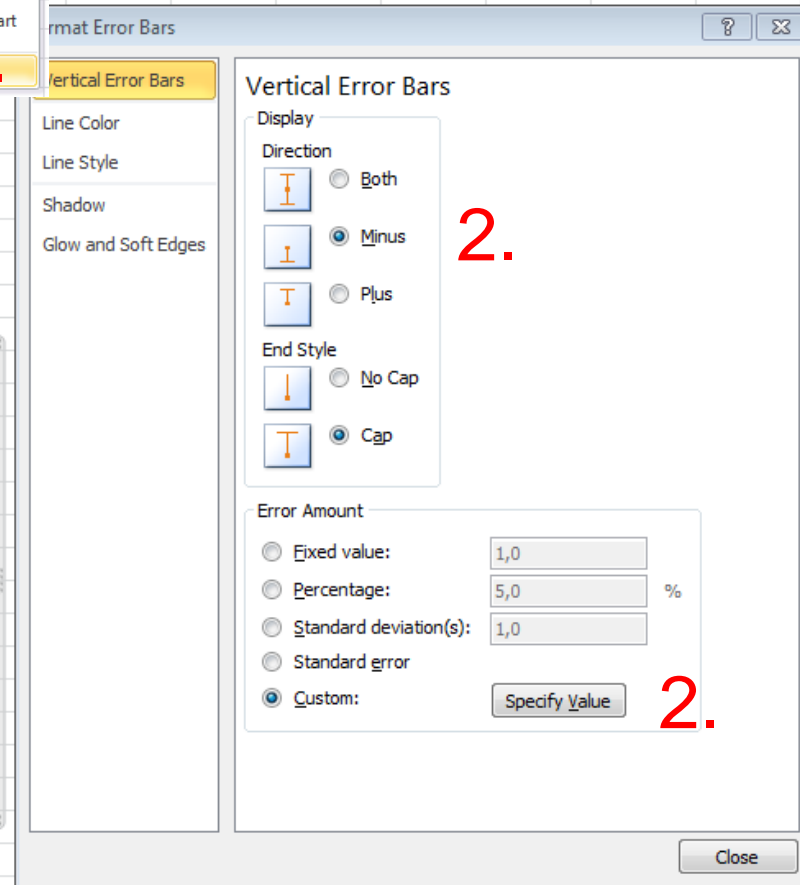 art
rmat Error Bars
Vertical Error Bars
Line Color
Line Style
Shadow
Glow and Soft Edges
Vertical Error Bars
Display
Direction
Both
Minus
2.
Plus
End Style
No Cap
Cap
Error Amount
Fixed value: 1,0
Percentage: 5,0 %
Standard deviation(s): 1,0
Standard error
Custom: Specify Value 2.
Close